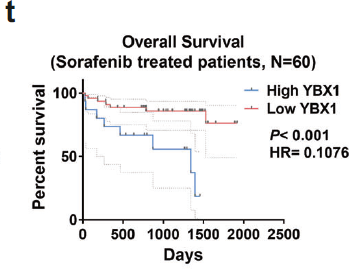 t
Overall Survival
(Sorafenib treated patients, N=60)
High YBX1
Low YBX1
P< 0.001
HR= 0.1076
Percent survival
100
50
0
0 500 1000 1500 2000 2500
Days